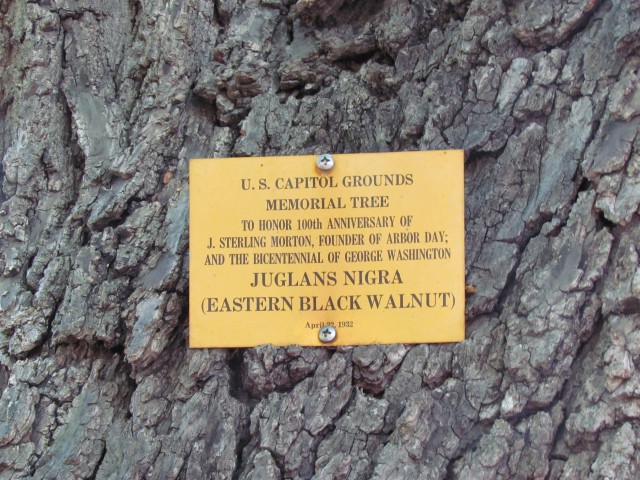 U. S. CAPITOL GROUNDS
MEMORIAL TREE
TO HONOR 100th ANNIVERSARY OF
J. STERLING MORTON, FOUNDER OF ARBOR DAY;
AND THE BICENTENNIAL OF GEORGE WASHINGTON
JUGLANS NIGRA
(EASTERN BLACK WALNUT)
April 22, 1932